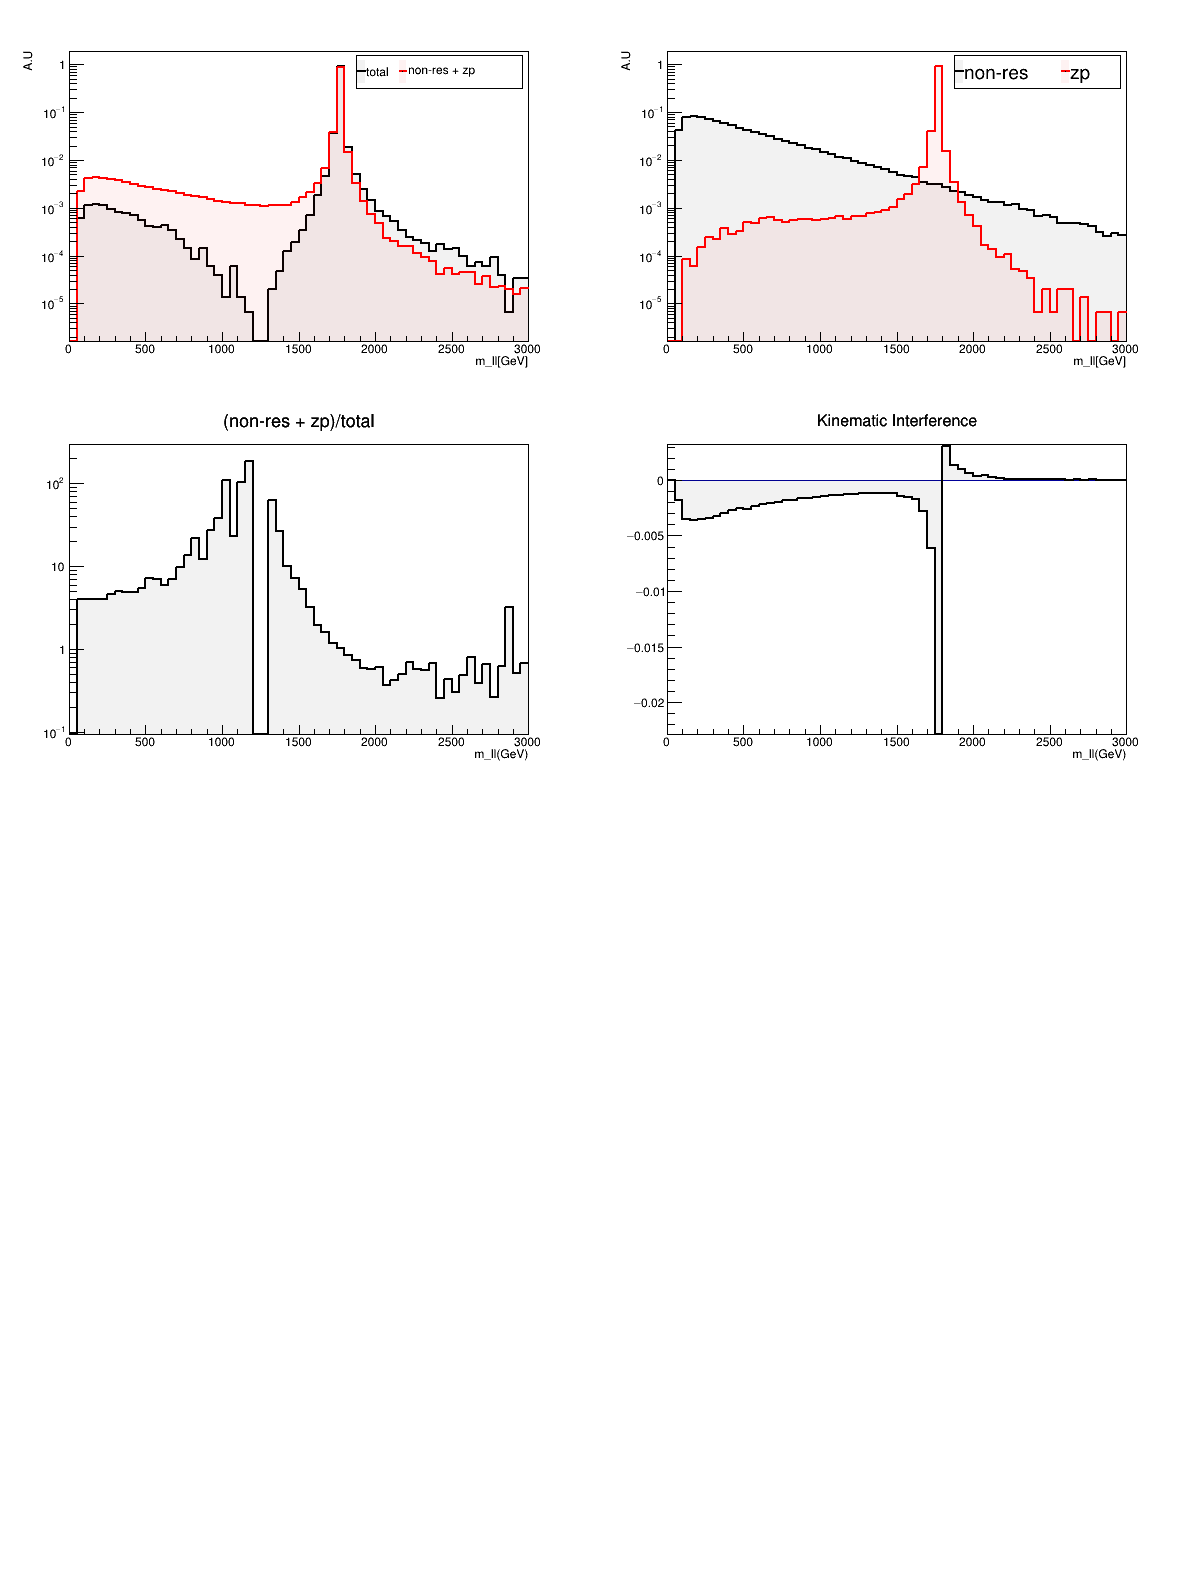 A.U
total non-res + zp
1
10⁻¹
10⁻²
10⁻³
10⁻⁴
10⁻⁵
0 500 1000 1500 2000 2500 3000
m_ll[GeV]
A.U
non-res zp
1
10⁻¹
10⁻²
10⁻³
10⁻⁴
10⁻⁵
0 500 1000 1500 2000 2500 3000
m_ll[GeV]
(non-res + zp)/total
10²
10
1
10⁻¹
0 500 1000 1500 2000 2500 3000
m_ll(GeV)
Kinematic Interference
0
−0.005
−0.01
−0.015
−0.02
0 500 1000 1500 2000 2500 3000
m_ll(GeV)